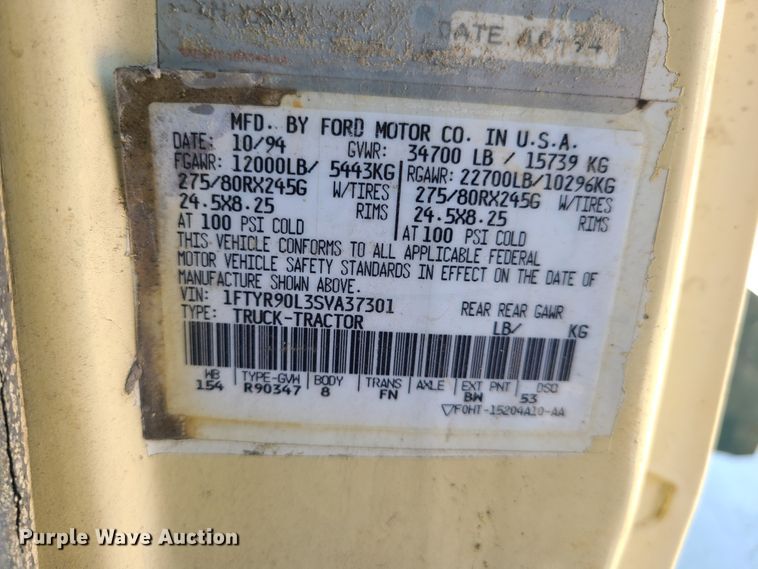 DATE 10-94
MFD. BY FORD MOTOR CO. IN U.S.A.
DATE: 10/94 GVWR: 34700 LB / 15739 KG
FGAWR: 12000LB/ 5443KG RGAWR: 22700LB/10296KG
275/80RX245G W/TIRES 275/80RX245G W/TIRES
24.5X8.25 RIMS 24.5X8.25 RIMS
AT 100 PSI COLD AT 100 PSI COLD
THIS VEHICLE CONFORMS TO ALL APPLICABLE FEDERAL
MOTOR VEHICLE SAFETY STANDARDS IN EFFECT ON THE DATE OF
MANUFACTURE SHOWN ABOVE.
VIN: 1FTYR90L3SVA37301 REAR REAR GAWR
TYPE: TRUCK-TRACTOR LB/ KG
WB TYPE-GVW BODY TRANS AXLE EXT PNT DSO
154 R90347 8 FN BW 53
F0HT-15204A10-AA
Purple Wave Auction